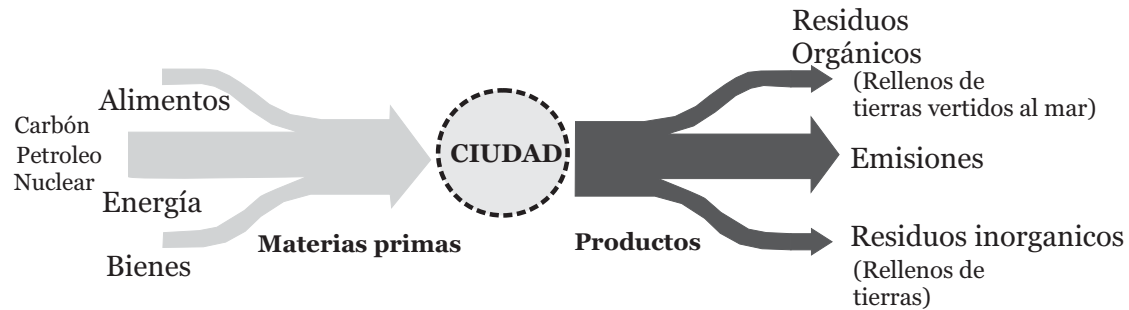 Alimentos
Carbón
Petroleo
Nuclear
Energía
Bienes
Materias primas
CIUDAD
Productos
Residuos
Orgánicos
(Rellenos de
tierras vertidos al mar)
Emisiones
Residuos inorganicos
(Rellenos de
tierras)